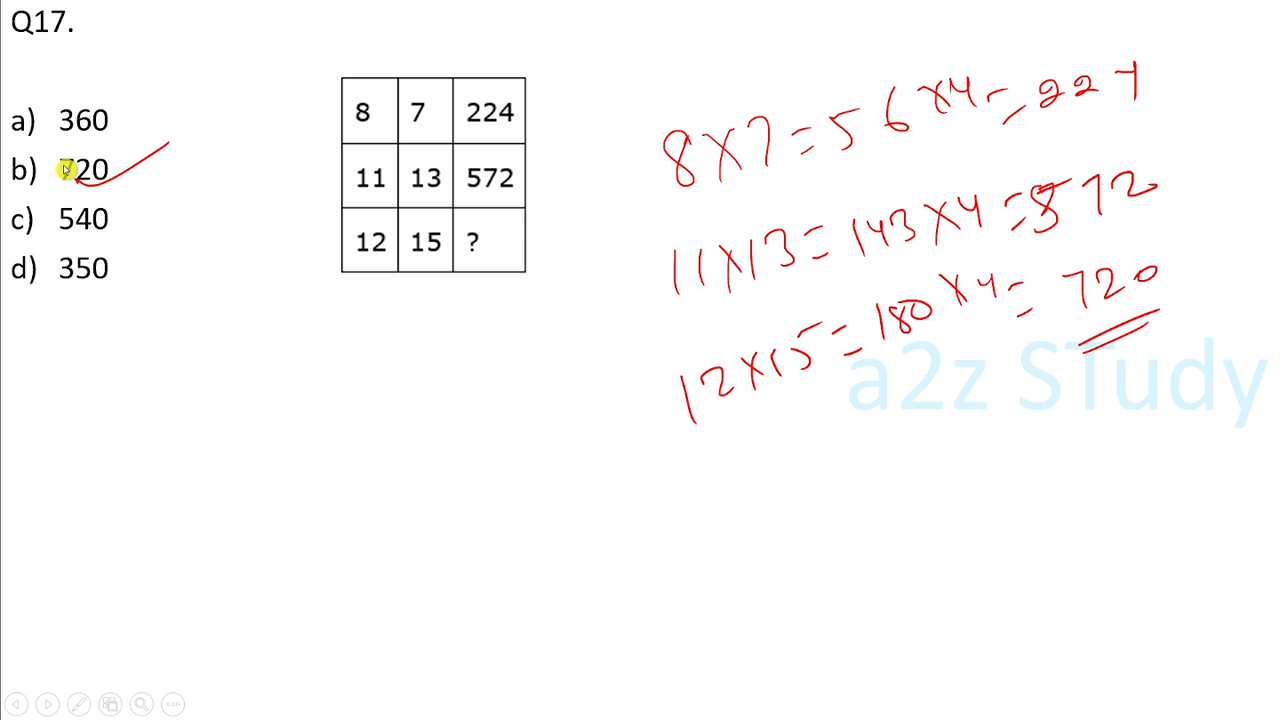 Q17.
a) 360
b) 720
c) 540
d) 350
8 7 224
11 13 572
12 15 ?
8×7=56×4=224
11×13=143×4=572
12×15=180×4=720
a2z STudy